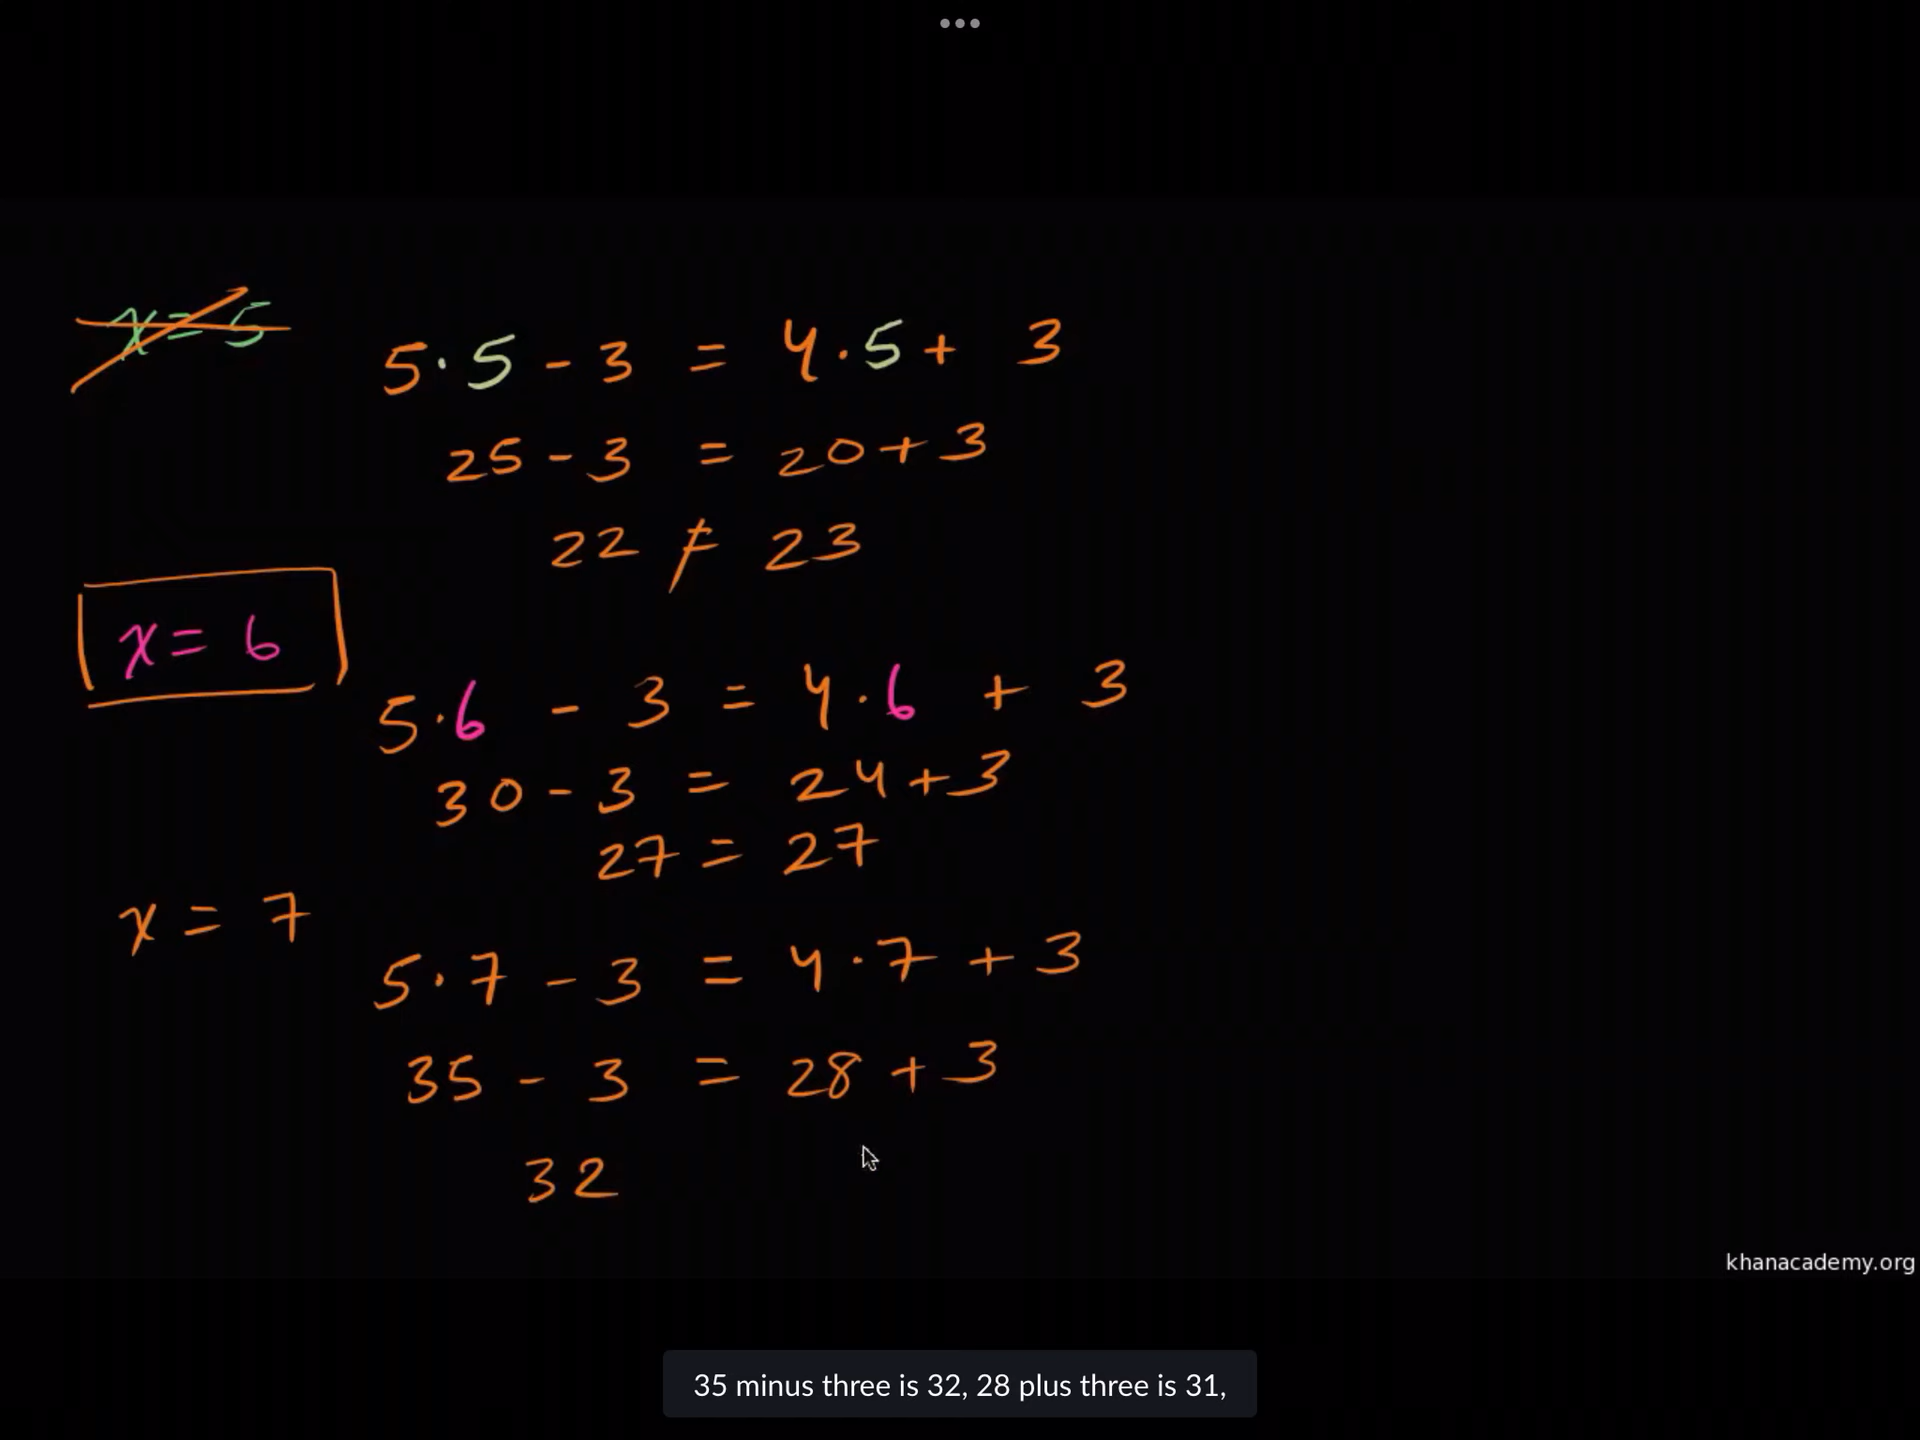 x = 5
5 · 5 - 3 = 4 · 5 + 3
25 - 3 = 20 + 3
22 ≠ 23
x = 6
5 · 6 - 3 = 4 · 6 + 3
30 - 3 = 24 + 3
27 = 27
x = 7
5 · 7 - 3 = 4 · 7 + 3
35 - 3 = 28 + 3
32
khanacademy.org
35 minus three is 32, 28 plus three is 31,